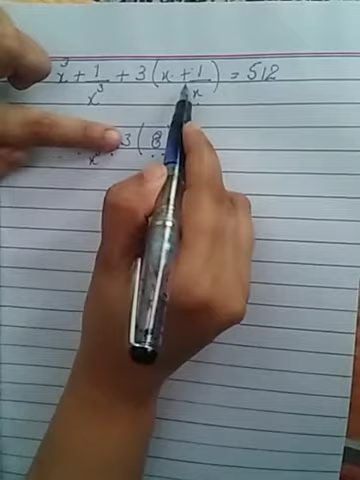 x³ + 1/x³ + 3(x + 1/x) = 512
3(8